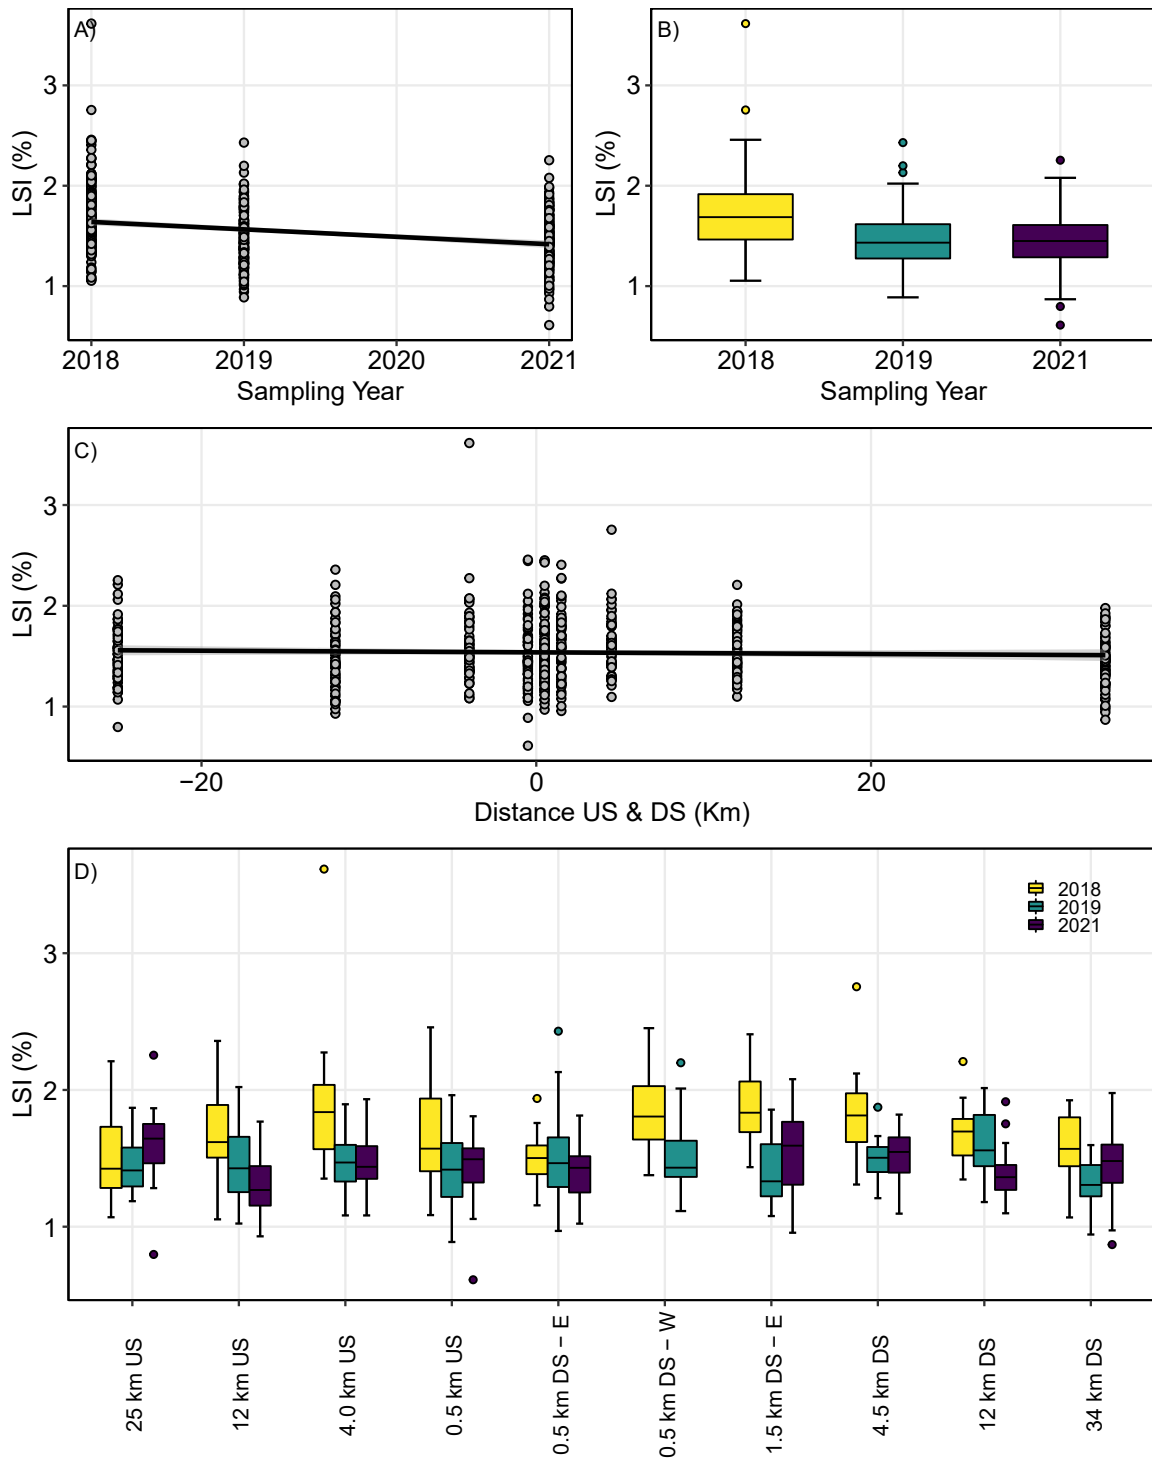 A)
LSI (%)
3
2
1
2018 2019 2020 2021
Sampling Year
B)
LSI (%)
3
2
1
2018 2019 2021
Sampling Year
C)
LSI (%)
3
2
1
−20 0 20
Distance US & DS (Km)
D)
2018
2019
2021
LSI (%)
3
2
1
25 km US
12 km US
4.0 km US
0.5 km US
0.5 km DS − E
0.5 km DS − W
1.5 km DS − E
4.5 km DS
12 km DS
34 km DS